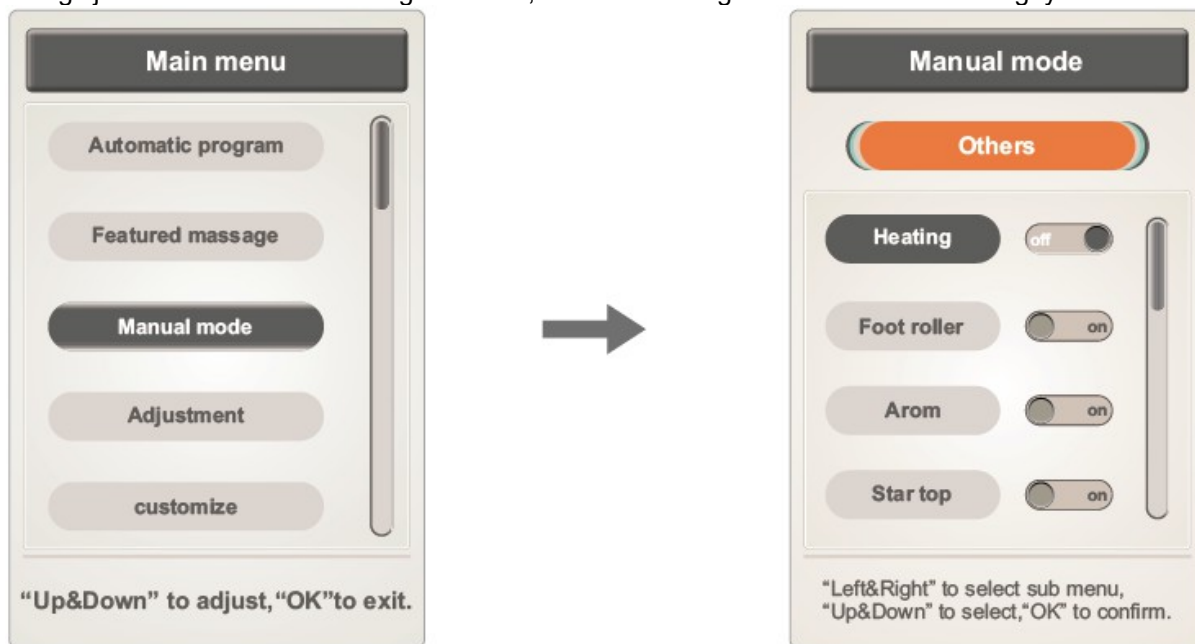 Main menu
Automatic program
Featured massage
Manual mode
Adjustment
customize
“Up&Down” to adjust,“OK”to exit.
Manual mode
Others
Heating off
Foot roller on
Arom on
Star top on
“Left&Right” to select sub menu,
“Up&Down” to select,“OK” to confirm.